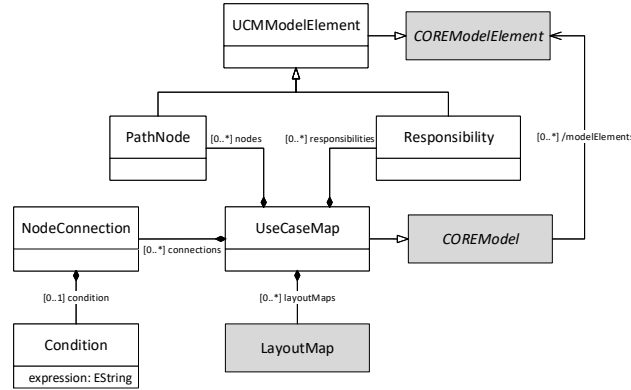 UCMModelElement
COREModelElement
[0..*] nodes
[0..*] responsibilities
[0..*] /modelElements
PathNode
Responsibility
NodeConnection
UseCaseMap
COREModel
[0..*] connections
[0..1] condition
[0..*] layoutMaps
Condition
LayoutMap
expression: EString